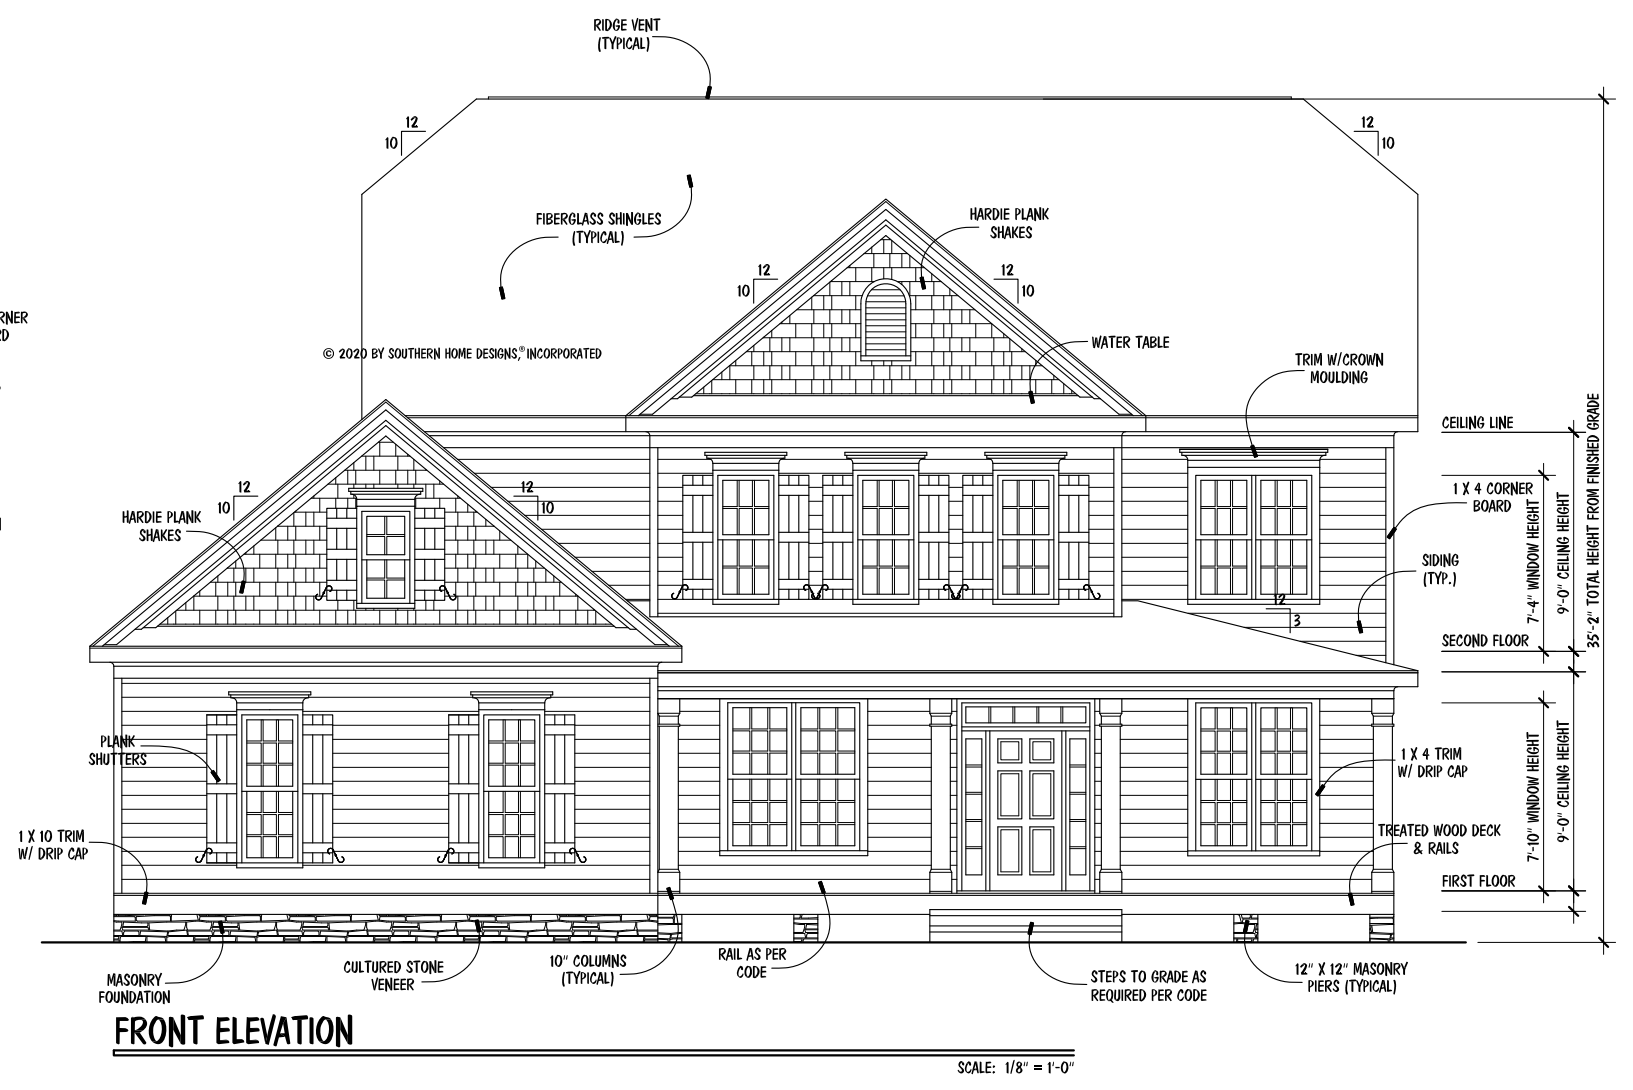 RIDGE VENT
(TYPICAL)
12
10
12
10
FIBERGLASS SHINGLES
(TYPICAL)
HARDIE PLANK
SHAKES
12
10
12
10
RNER
© 2020 BY SOUTHERN HOME DESIGNS,® INCORPORATED
WATER TABLE
TRIM W/CROWN
MOULDING
CEILING LINE
12
10
12
10
HARDIE PLANK
SHAKES
1 X 4 CORNER
BOARD
SIDING
(TYP.)
7'-4" WINDOW HEIGHT
9'-0" CEILING HEIGHT
35'-2" TOTAL HEIGHT FROM FINISHED GRADE
12
3
SECOND FLOOR
PLANK
SHUTTERS
1 X 4 TRIM
W/ DRIP CAP
7'-10" WINDOW HEIGHT
9'-0" CEILING HEIGHT
1 X 10 TRIM
W/ DRIP CAP
TREATED WOOD DECK
& RAILS
FIRST FLOOR
MASONRY
FOUNDATION
CULTURED STONE
VENEER
10" COLUMNS
(TYPICAL)
RAIL AS PER
CODE
STEPS TO GRADE AS
REQUIRED PER CODE
12" X 12" MASONRY
PIERS (TYPICAL)
FRONT ELEVATION
SCALE: 1/8" = 1'-0"